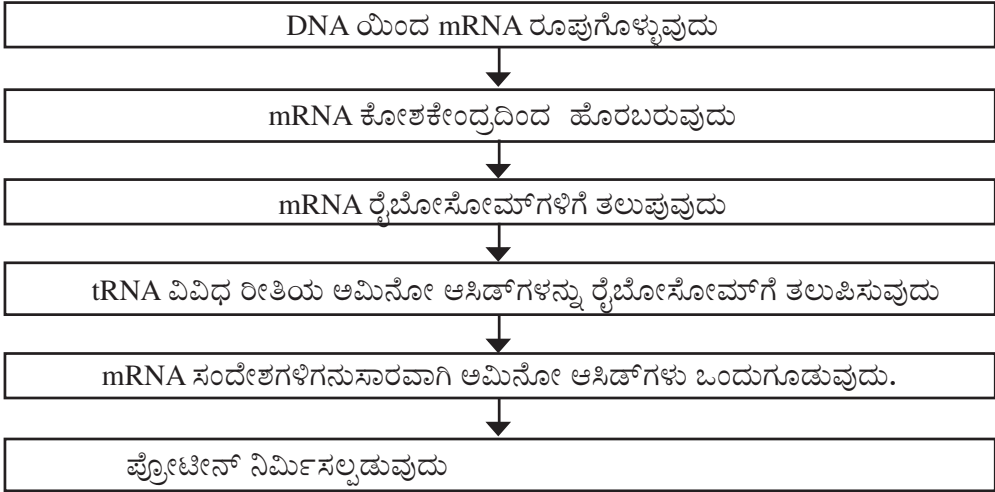 DNA ಯಿಂದ mRNA ರೂಪುಗೊಳ್ಳುವುದು
mRNA ಕೋಶಕೇಂದ್ರದಿಂದ ಹೊರಬರುವುದು
mRNA ರೈಬೋಸೋಮ್‌ಗಳಿಗೆ ತಲುಪುವುದು
tRNA ವಿವಿಧ ರೀತಿಯ ಅಮಿನೋ ಆಸಿಡ್‌ಗಳನ್ನು ರೈಬೋಸೋಮ್‌ಗೆ ತಲುಪಿಸುವುದು
mRNA ಸಂದೇಶಗಳಿಗನುಸಾರವಾಗಿ ಅಮಿನೋ ಆಸಿಡ್‌ಗಳು ಒಂದುಗೂಡುವುದು.
ಪ್ರೋಟೀನ್ ನಿರ್ಮಿಸಲ್ಪಡುವುದು